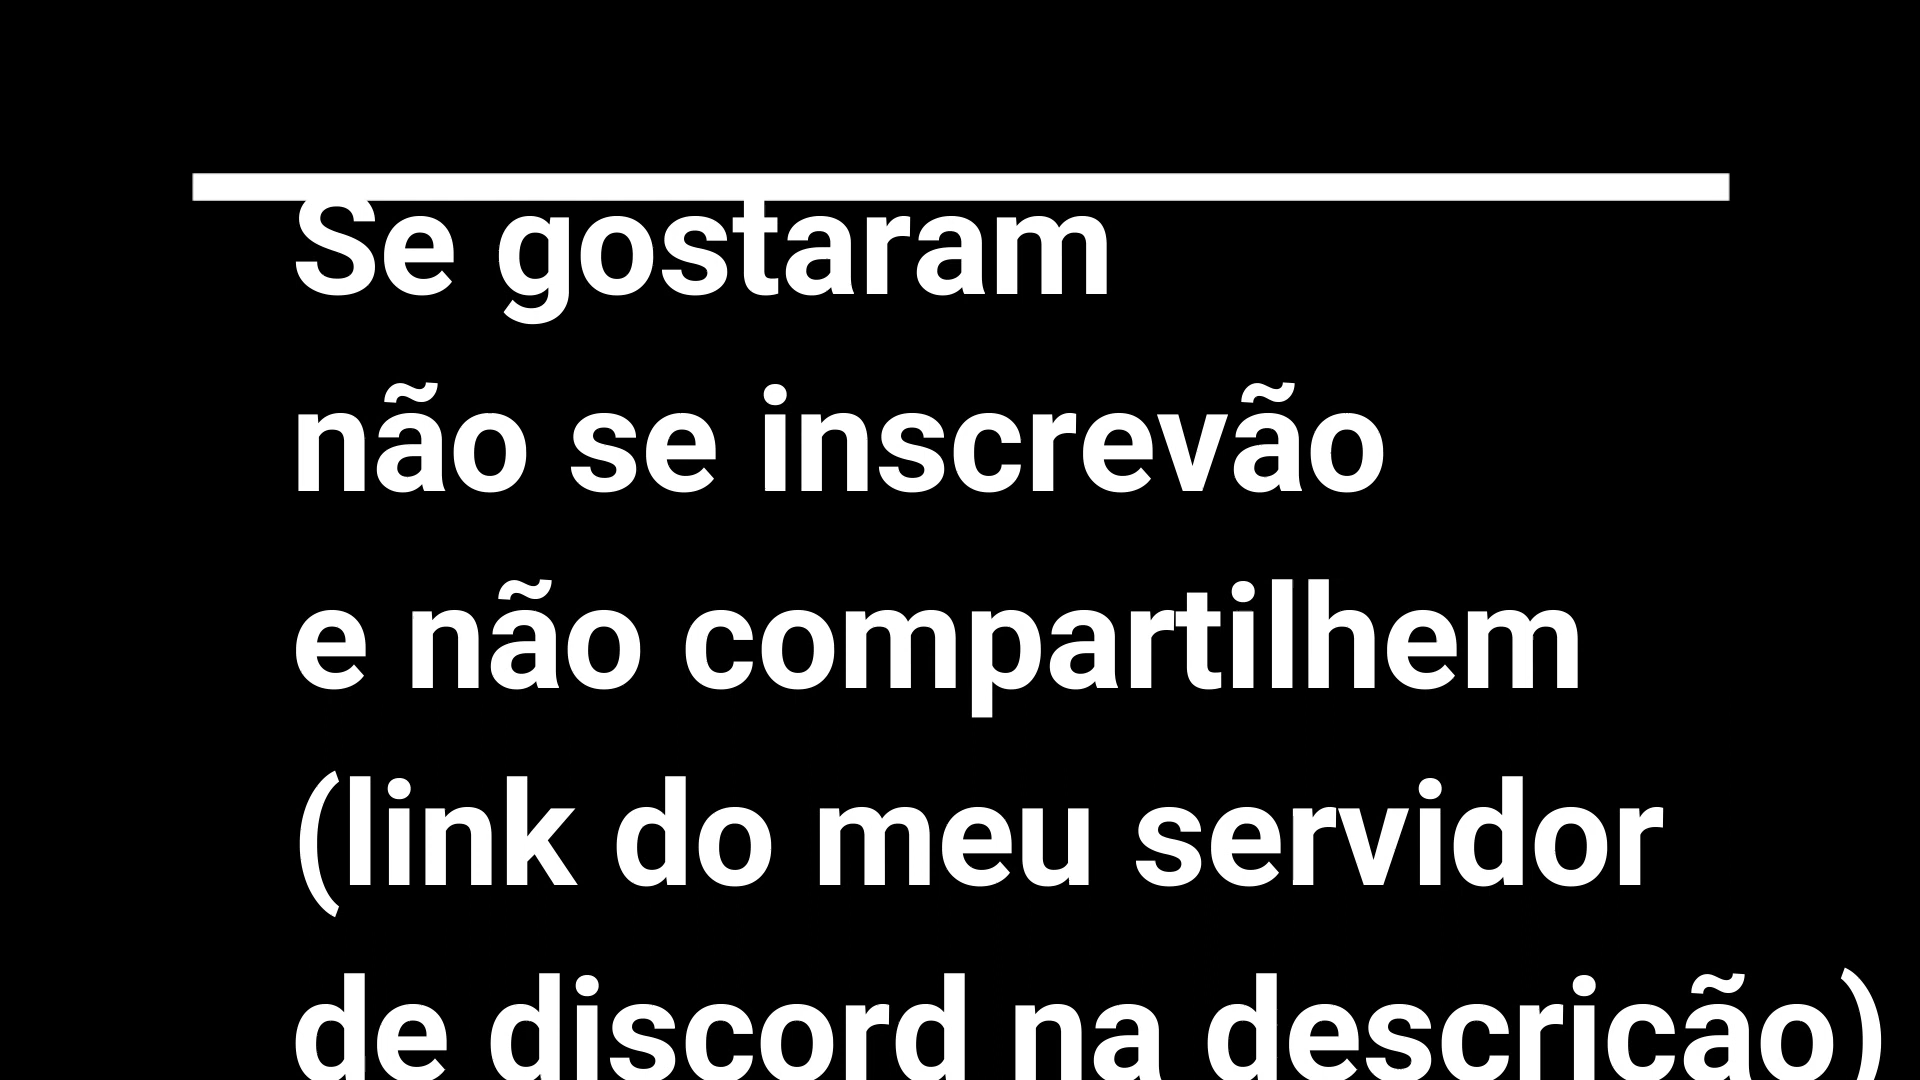 Se gostaram
não se inscrevão
e não compartilhem
(link do meu servidor
de discord na descrição)